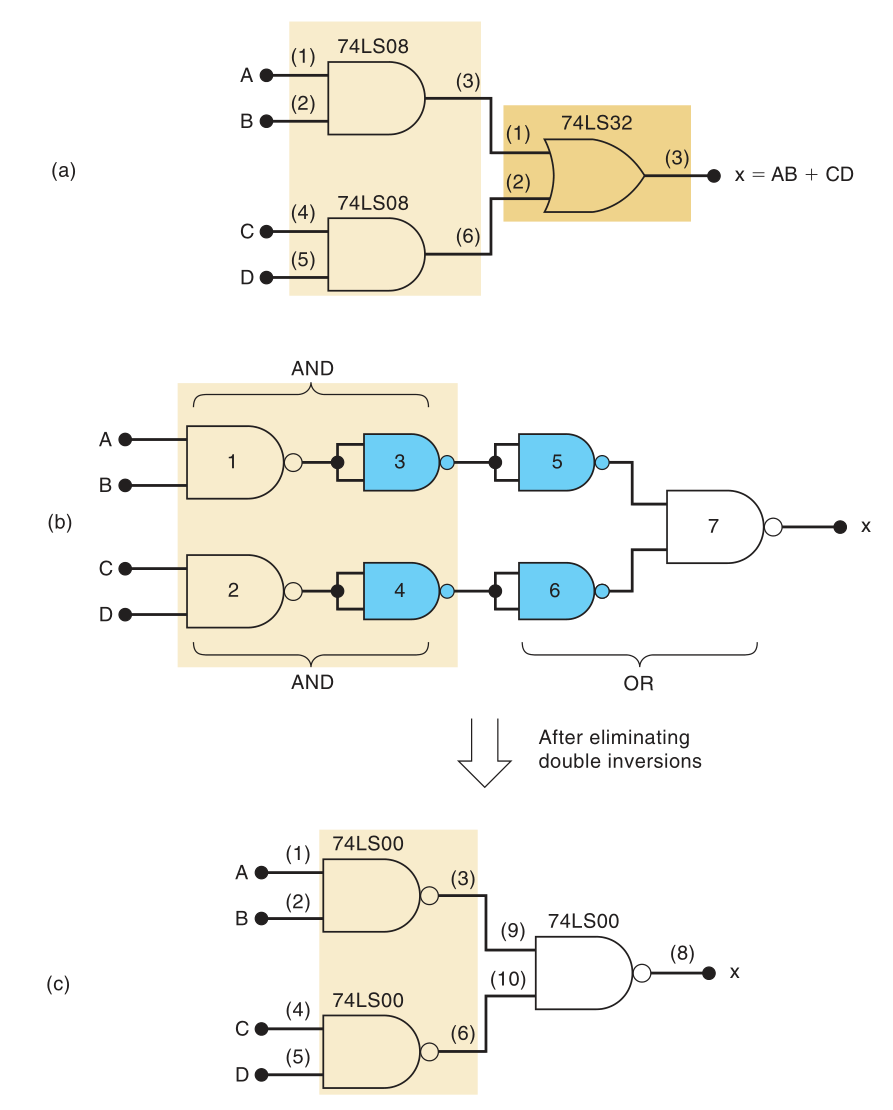 (a)
74LS08
A
(1)
B
(2)
(3)
74LS08
C
(4)
D
(5)
(6)
74LS32
(1)
(2)
(3)
x = AB + CD
(b)
AND
A
B
1
3
5
C
D
2
4
6
7
x
AND
OR
After eliminating
double inversions
(c)
74LS00
A
(1)
B
(2)
(3)
74LS00
C
(4)
D
(5)
(6)
74LS00
(9)
(10)
(8)
x